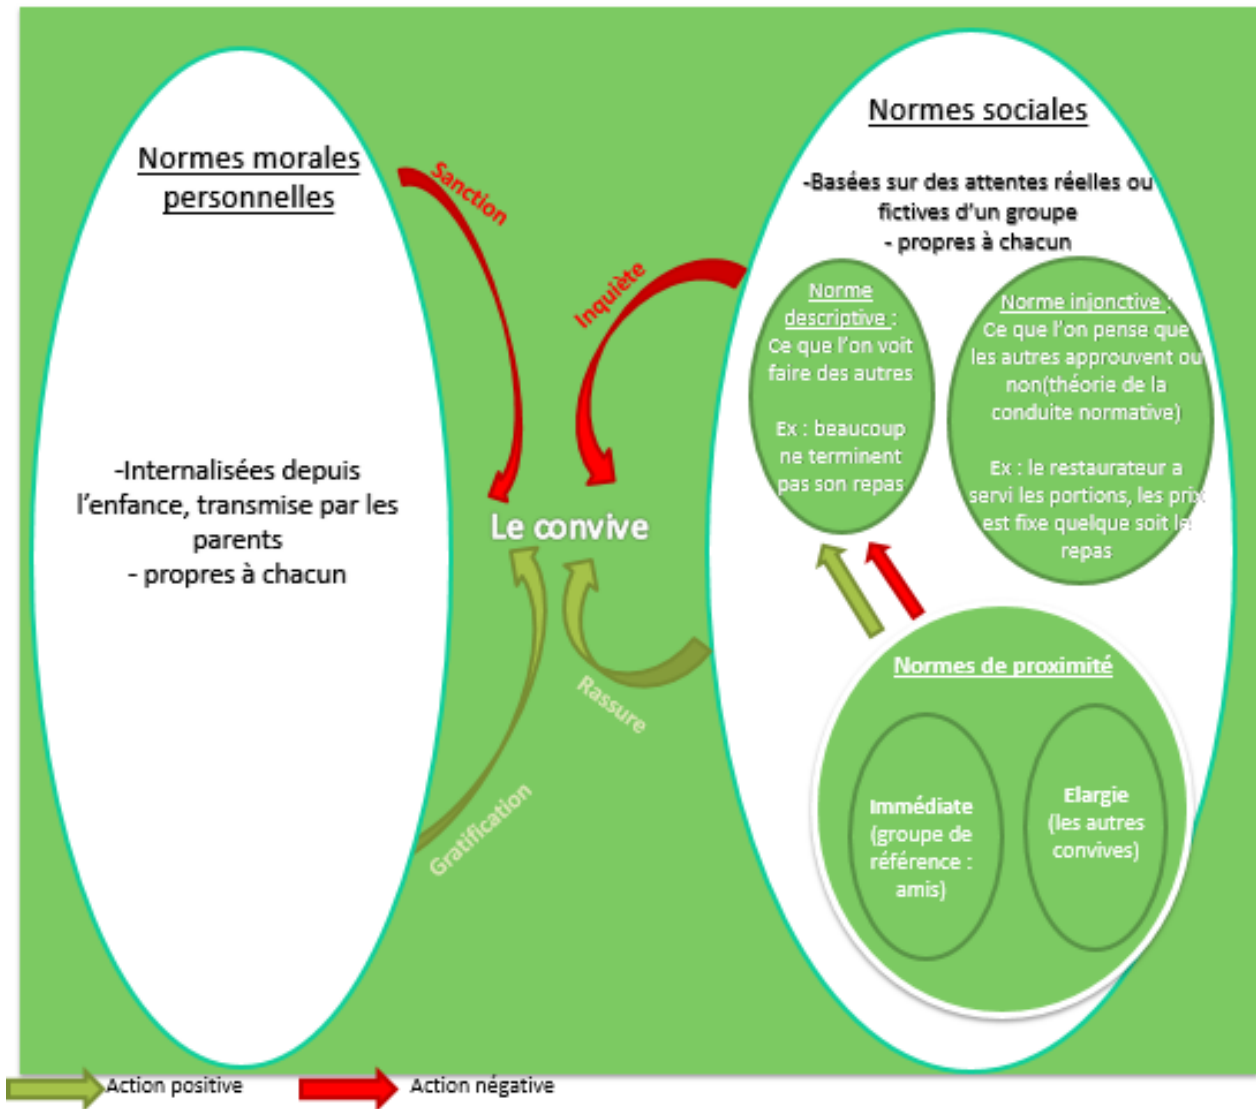 Normes morales
personnelles
-Internalisées depuis
l'enfance, transmise par les
parents
- propres à chacun
Sanction
Inquiète
Le convive
Gratification
Rassure
Normes sociales
-Basées sur des attentes réelles ou
fictives d'un groupe
- propres à chacun
Norme
descriptive :
Ce que l'on voit
faire des autres
Ex : beaucoup
ne terminent
pas son repas
Norme injonctive :
Ce que l'on pense que
les autres approuvent ou
non(théorie de la
conduite normative)
Ex : le restaurateur a
servi les portions, les prix
est fixe quelque soit le
repas
Normes de proximité
Immédiate
(groupe de
référence :
amis)
Elargie
(les autres
convives)
Action positive
Action négative